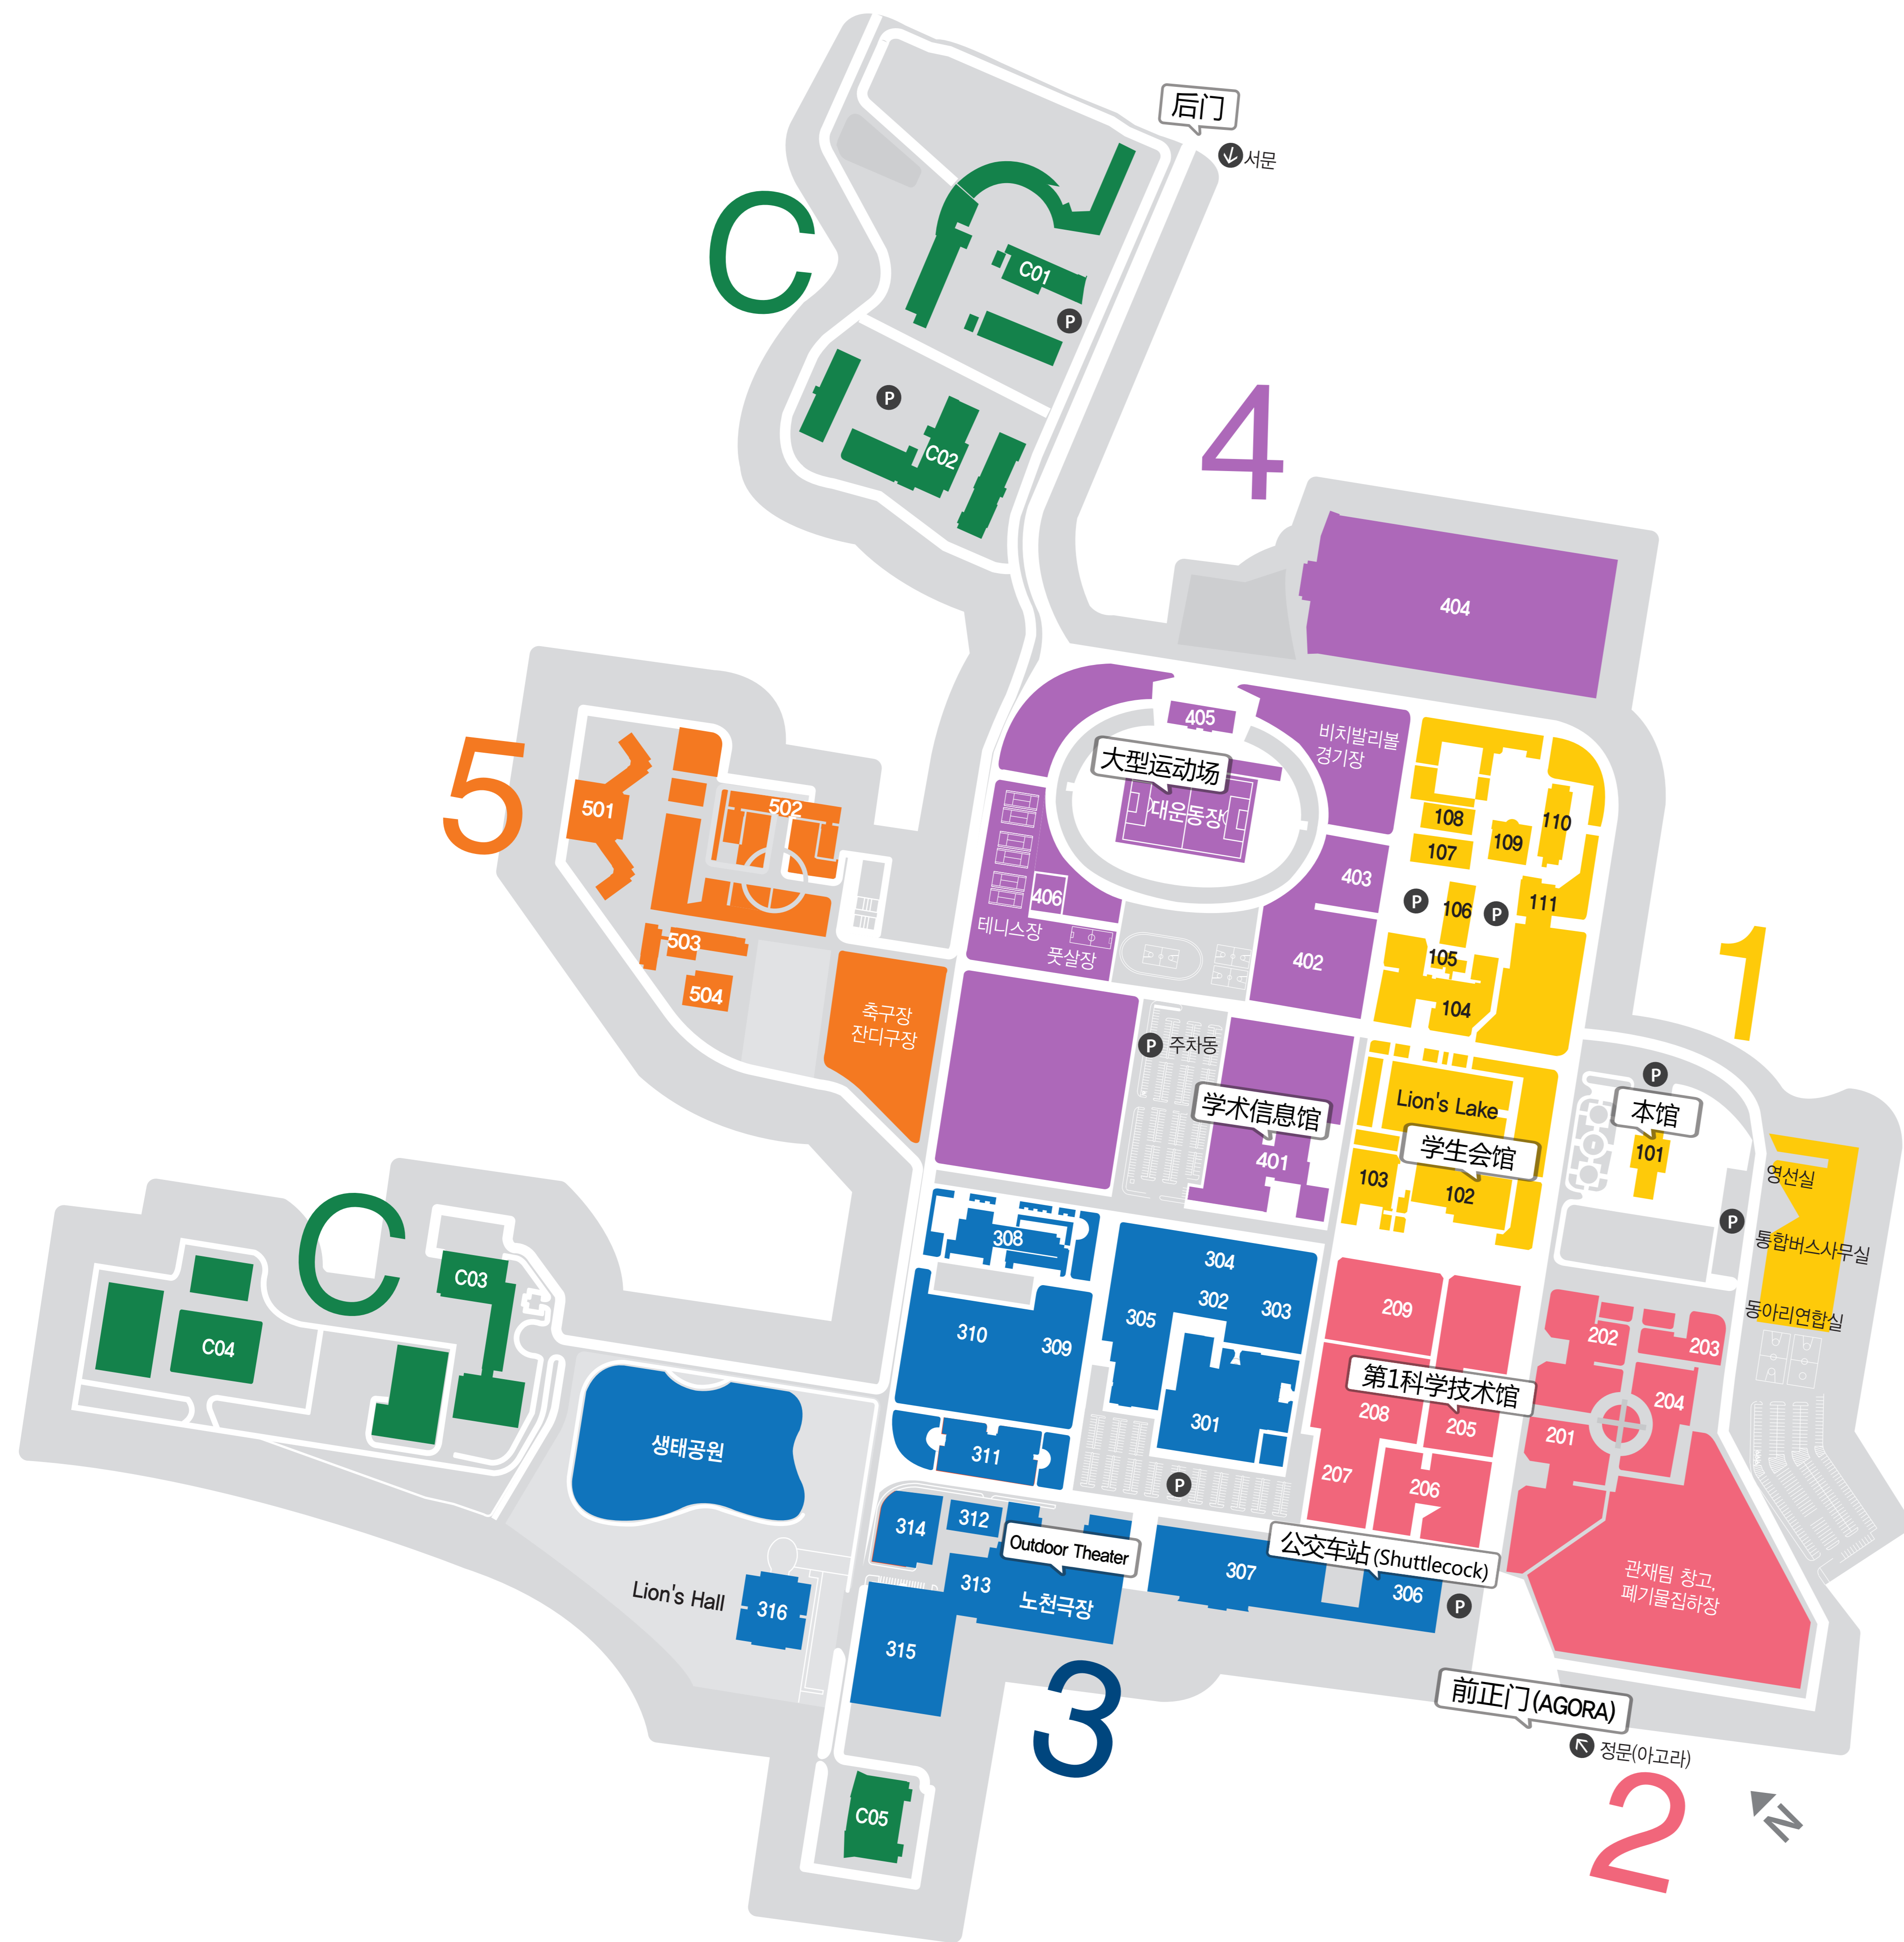 后门
서문
C
C01
P
P
C02
4
404
405
비치발리볼
경기장
大型运动场
대운동장
5
501
502
503
504
축구장
잔디구장
406
테니스장
풋살장
403
402
108
107
109
110
P
106
P
111
105
104
1
P
주차동
学术信息馆
401
Lion's Lake
学生会馆
103
102
P
本馆
101
P
영선실
통합버스사무실
동아리연합실
C
C03
C04
308
310
309
304
302
303
305
301
311
P
209
202
203
第1科学技术馆
208
205
204
201
207
206
생태공원
314
312
Outdoor Theater
313
노천극장
307
公交车站 (Shuttlecock)
306
P
관재팀 창고,
폐기물집하장
Lion's Hall
316
315
3
前正门 (AGORA)
정문(아고라)
2
N
C05